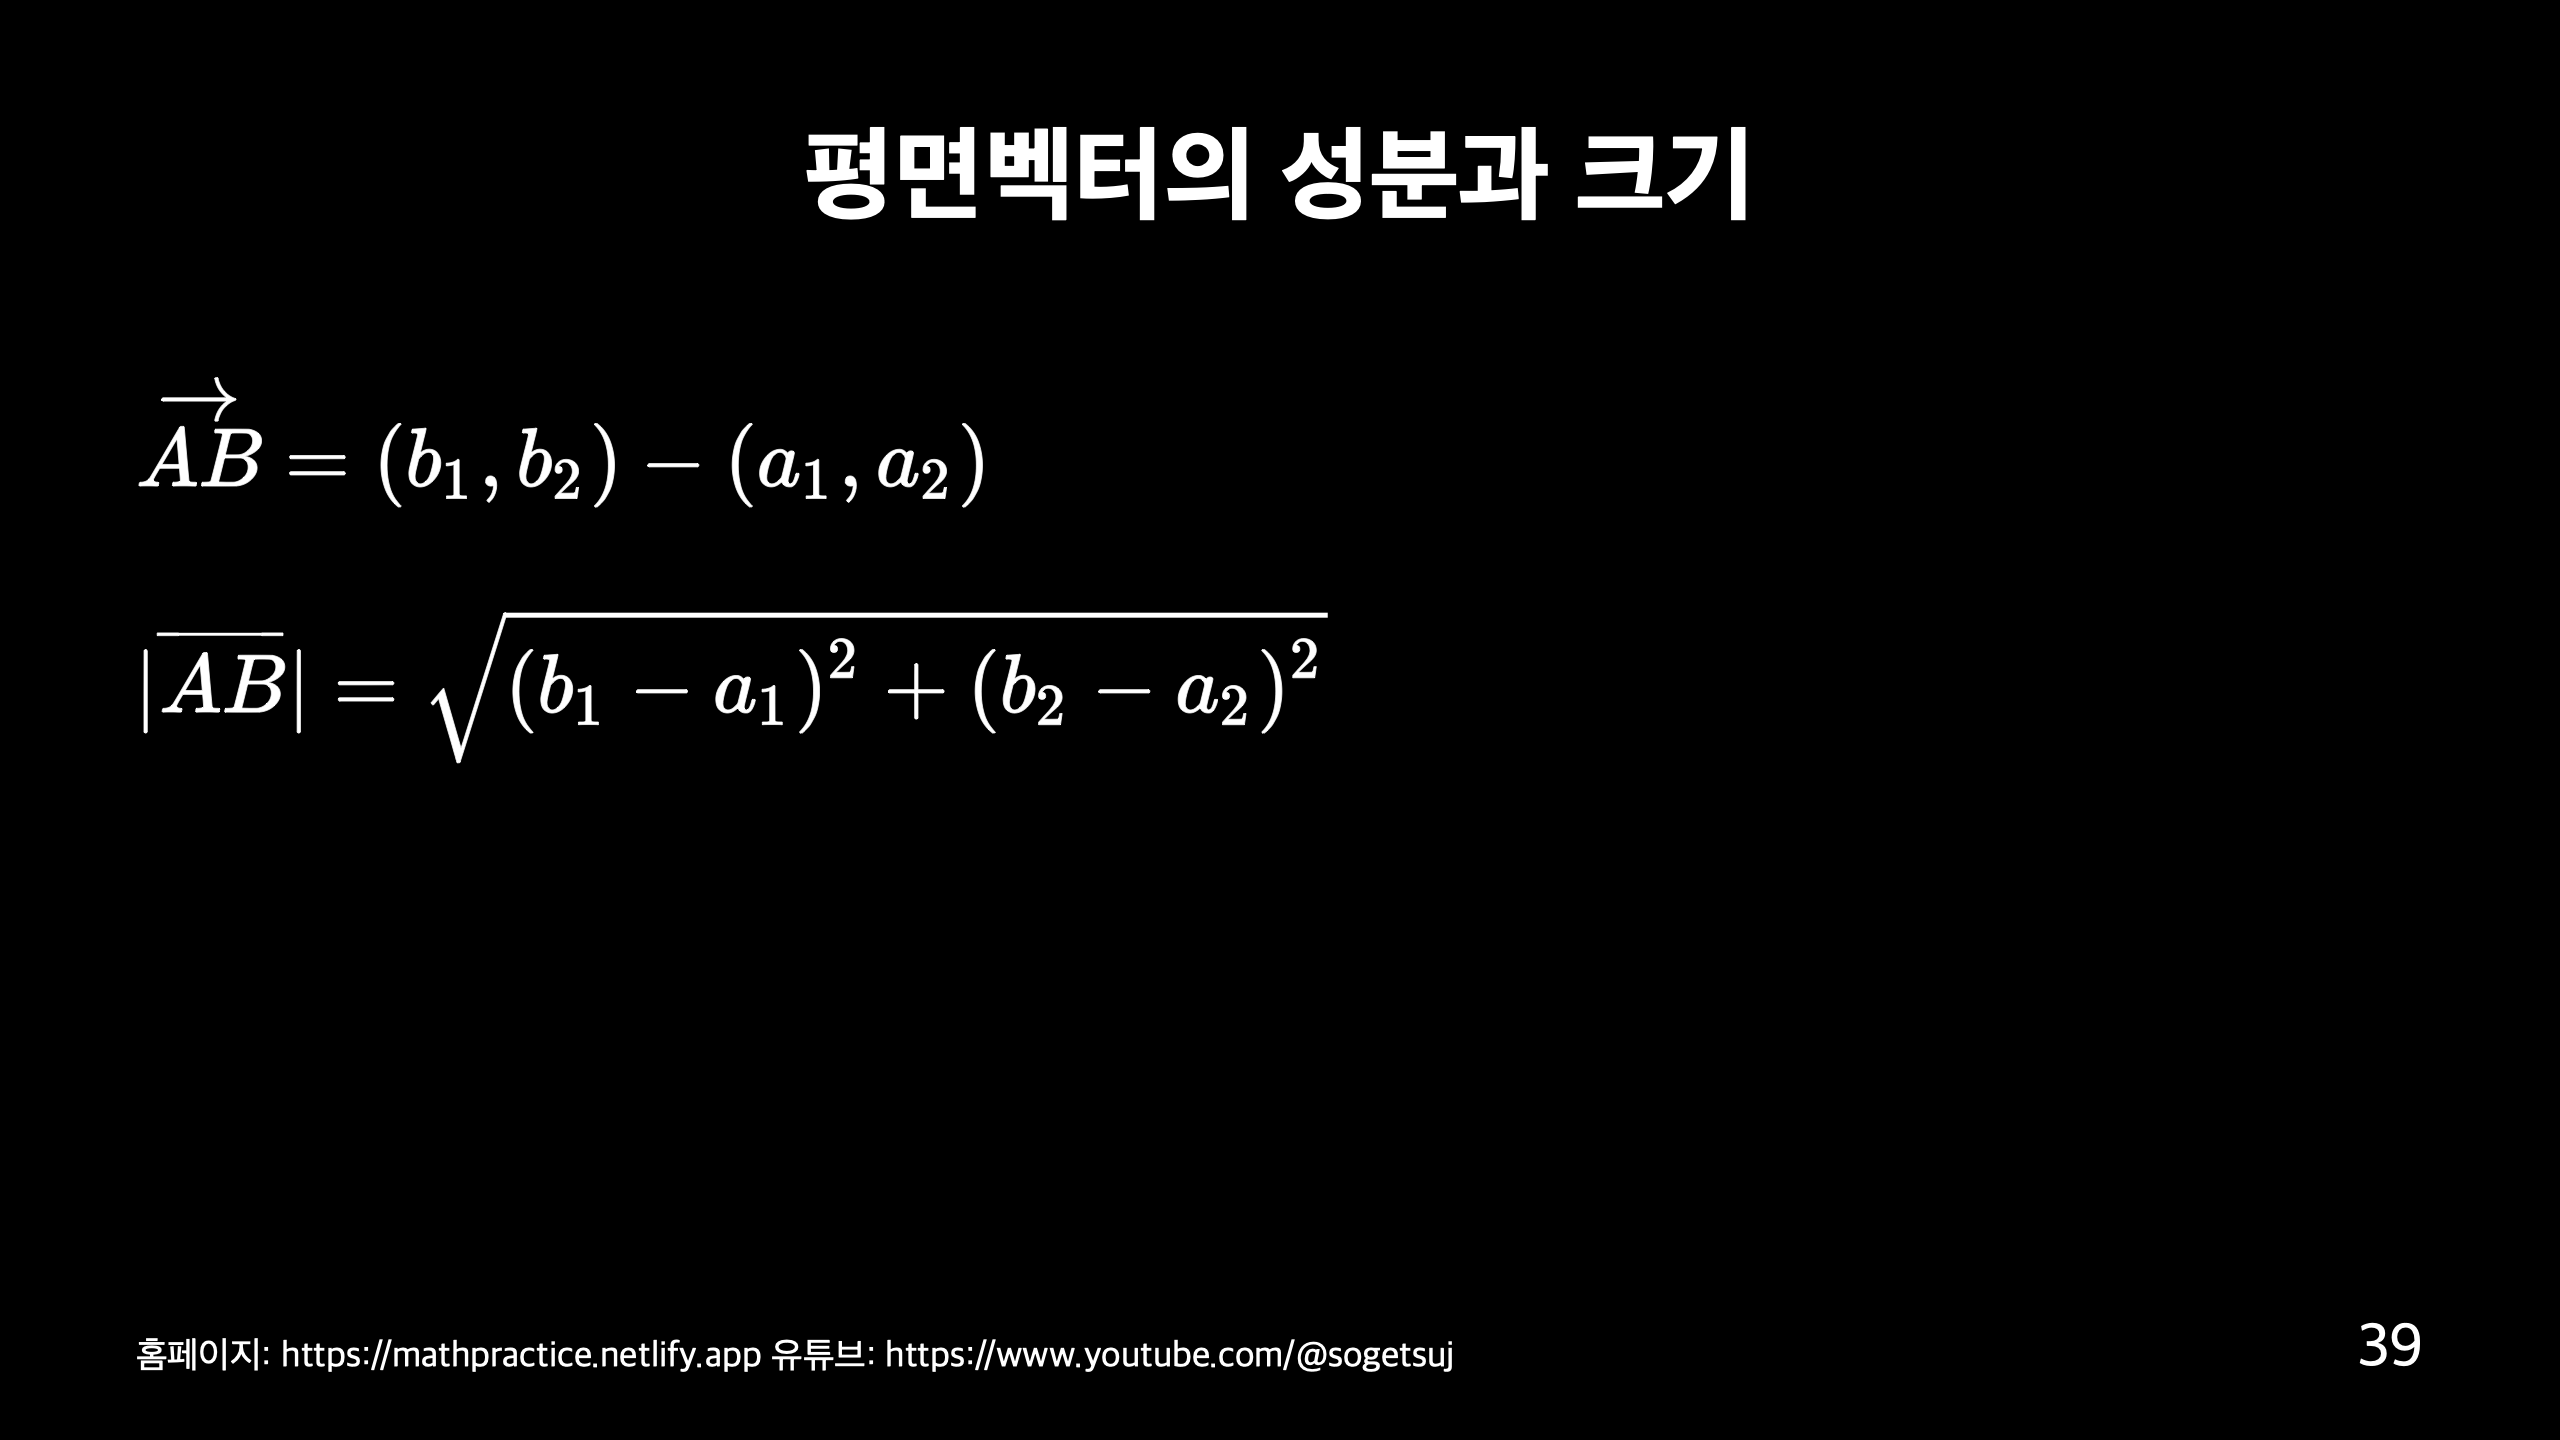 평면벡터의 성분과 크기
$\overrightarrow{AB} = (b_1, b_2) - (a_1, a_2)$
$|\overline{AB}| = \sqrt{(b_1 - a_1)^2 + (b_2 - a_2)^2}$
홈페이지: https://mathpractice.netlify.app 유튜브: https://www.youtube.com/@sogetsuj
39